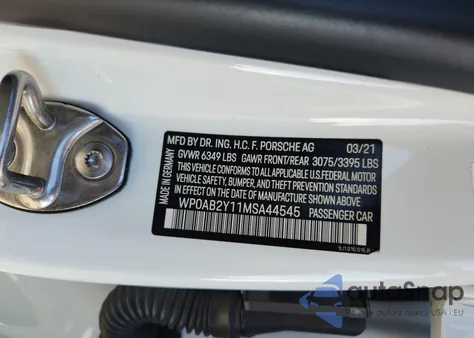 MFD BY DR. ING. H.C. F. PORSCHE AG 03/21
GVWR 6349 LBS GAWR FRONT/REAR 3075/3395 LBS
THIS VEHICLE CONFORMS TO ALL APPLICABLE U.S.FEDERAL MOTOR
VEHICLE SAFETY, BUMPER, AND THEFT PREVENTION STANDARDS
IN EFFECT ON THE DATE OF MANUFACTURE SHOWN ABOVE.
WP0AB2Y11MSA44545 PASSENGER CAR
MADE IN GERMANY
autoSnap
USA - EU